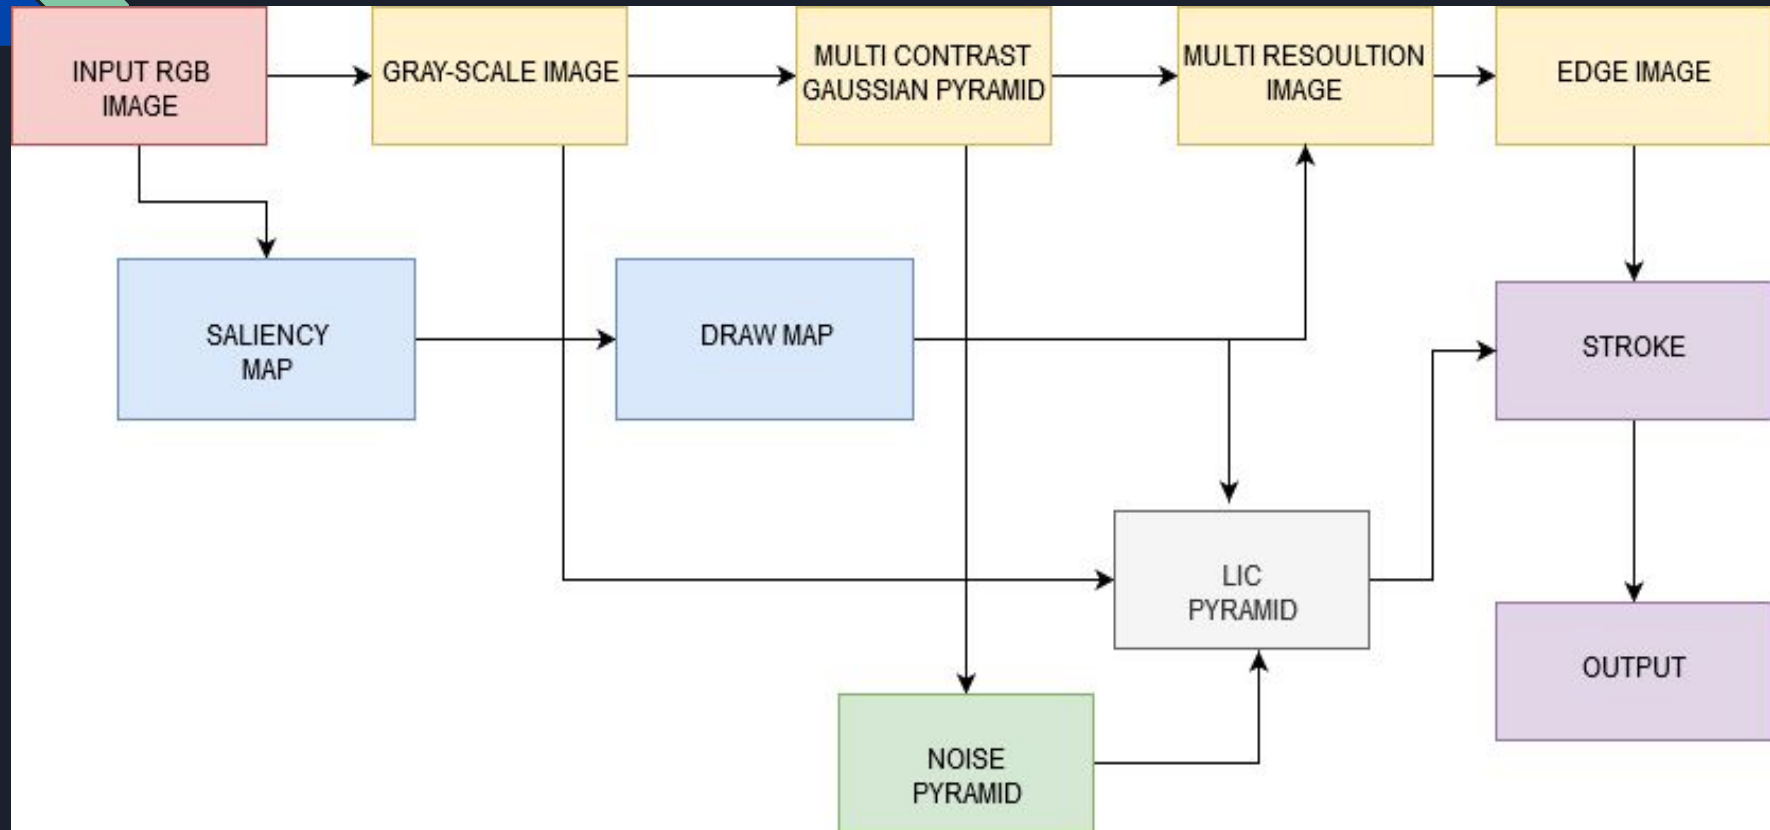 INPUT RGB
IMAGE
GRAY-SCALE IMAGE
MULTI CONTRAST
GAUSSIAN PYRAMID
MULTI RESOULTION
IMAGE
EDGE IMAGE
SALIENCY
MAP
DRAW MAP
STROKE
LIC
PYRAMID
OUTPUT
NOISE
PYRAMID